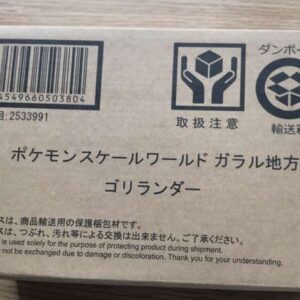 4549660503804
目:2533991
取扱注意
ダンボー
輸送箱
ポケモンスケールワールド ガラル地方
ゴリランダー
スは、商品輸送用の保護梱包材です。
スは、つぶれ、汚れ等による交換は出来ません。ご了承ください。
is used solely for the purpose of protecting product during shipment.
not be exchanged due to damage or discoloration. Thank you for your understanding.